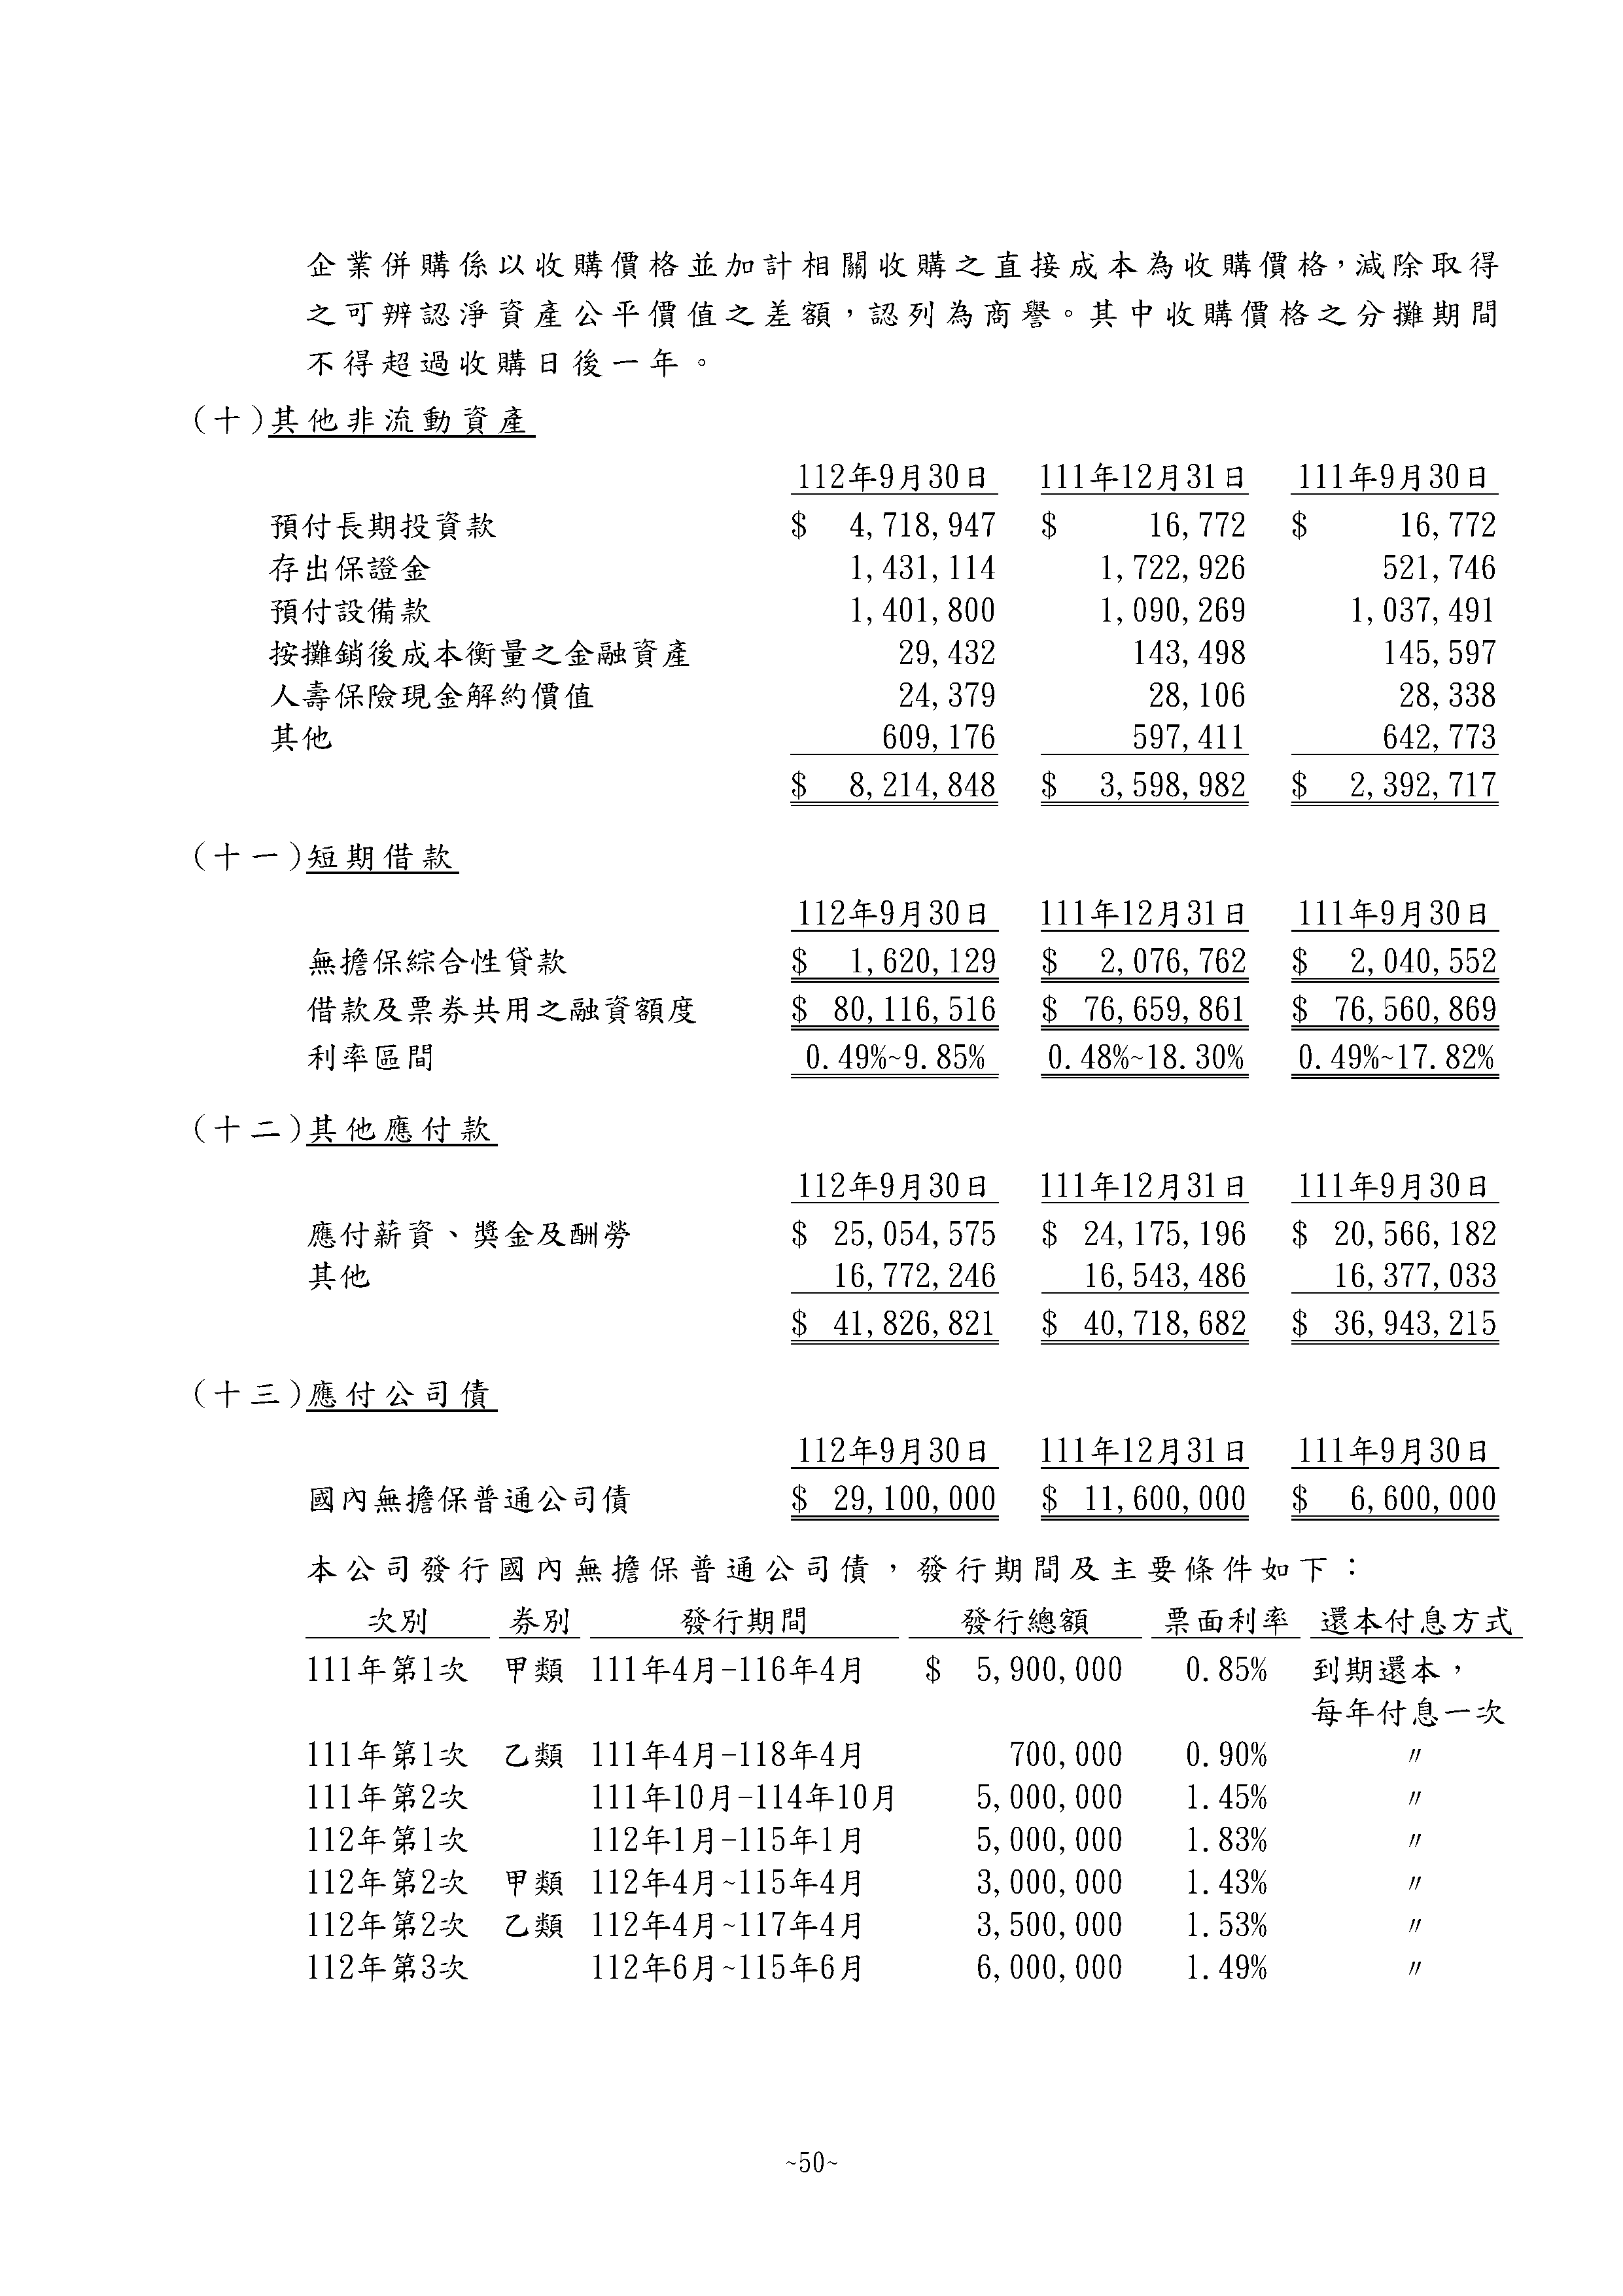 企業併購係以收購價格並加計相關收購之直接成本為收購價格，減除取得
之可辨認淨資產公平價值之差額，認列為商譽。其中收購價格之分攤期間
不得超過收購日後一年。
(十)其他非流動資產
112年9月30日 111年12月31日 111年9月30日
預付長期投資款 $ 4,718,947 $ 16,772 $ 16,772
存出保證金 1,431,114 1,722,926 521,746
預付設備款 1,401,800 1,090,269 1,037,491
按攤銷後成本衡量之金融資產 29,432 143,498 145,597
人壽保險現金解約價值 24,379 28,106 28,338
其他 609,176 597,411 642,773
$ 8,214,848 $ 3,598,982 $ 2,392,717
(十一)短期借款
112年9月30日 111年12月31日 111年9月30日
無擔保綜合性貸款 $ 1,620,129 $ 2,076,762 $ 2,040,552
借款及票券共用之融資額度 $ 80,116,516 $ 76,659,861 $ 76,560,869
利率區間 0.49%~9.85% 0.48%~18.30% 0.49%~17.82%
(十二)其他應付款
112年9月30日 111年12月31日 111年9月30日
應付薪資、獎金及酬勞 $ 25,054,575 $ 24,175,196 $ 20,566,182
其他 16,772,246 16,543,486 16,377,033
$ 41,826,821 $ 40,718,682 $ 36,943,215
(十三)應付公司債
112年9月30日 111年12月31日 111年9月30日
國內無擔保普通公司債 $ 29,100,000 $ 11,600,000 $ 6,600,000
本公司發行國內無擔保普通公司債，發行期間及主要條件如下：
次別 券別 發行期間 發行總額 票面利率 還本付息方式
111年第1次 甲類 111年4月-116年4月 $ 5,900,000 0.85% 到期還本，
每年付息一次
111年第1次 乙類 111年4月-118年4月 700,000 0.90% 〃
111年第2次 111年10月-114年10月 5,000,000 1.45% 〃
112年第1次 112年1月-115年1月 5,000,000 1.83% 〃
112年第2次 甲類 112年4月~115年4月 3,000,000 1.43% 〃
112年第2次 乙類 112年4月~117年4月 3,500,000 1.53% 〃
112年第3次 112年6月~115年6月 6,000,000 1.49% 〃
~50~